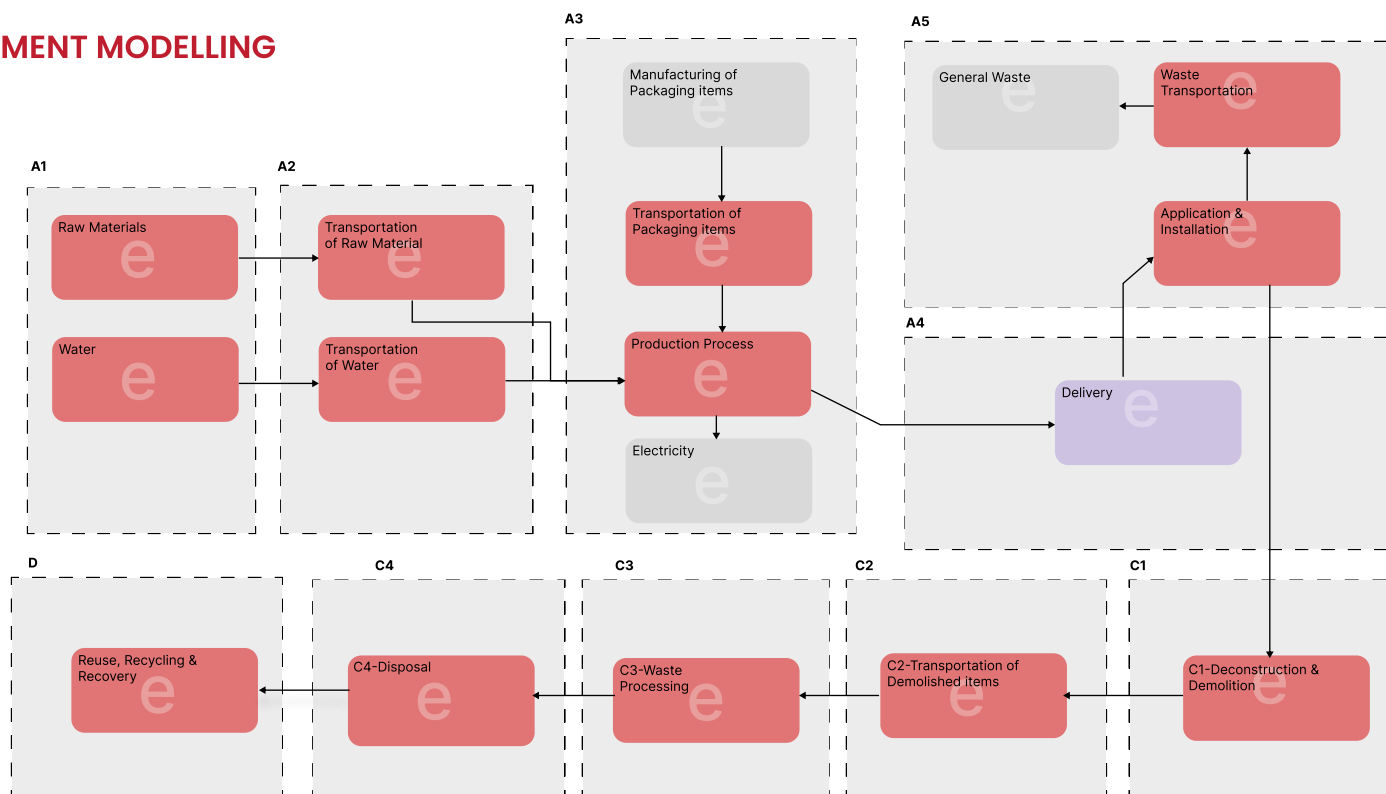 MENT MODELLING
A3
A5
Manufacturing of
Packaging items
e
General Waste
e
Waste
Transportation
e
A1
A2
Raw Materials
e
Transportation
of Raw Material
e
Transportation of
Packaging items
e
Application &
Installation
e
A4
Water
e
Transportation
of Water
e
Production Process
e
Delivery
e
Electricity
e
D
C4
C3
C2
C1
Reuse, Recycling &
Recovery
e
C4-Disposal
e
C3-Waste
Processing
e
C2-Transportation of
Demolished items
e
C1-Deconstruction &
Demolition
e